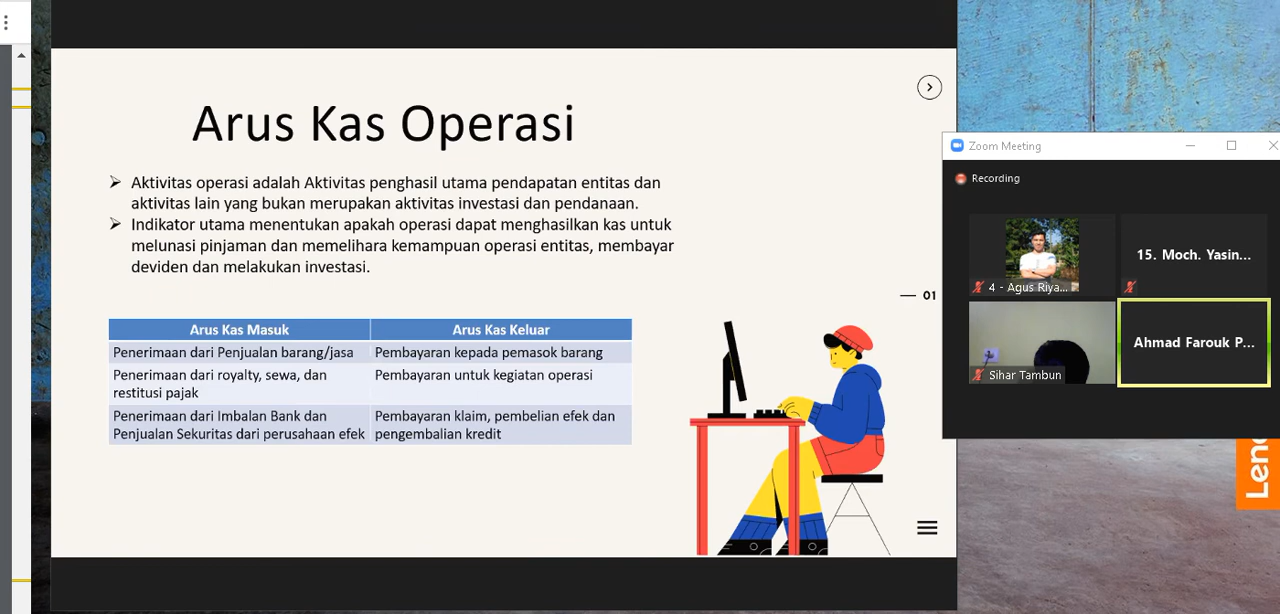 Arus Kas Operasi
Aktivitas operasi adalah Aktivitas penghasil utama pendapatan entitas dan
aktivitas lain yang bukan merupakan aktivitas investasi dan pendanaan.
Indikator utama menentukan apakah operasi dapat menghasilkan kas untuk
melunasi pinjaman dan memelihara kemampuan operasi entitas, membayar
deviden dan melakukan investasi.
01
Arus Kas Masuk
Arus Kas Keluar
Penerimaan dari Penjualan barang/jasa
Pembayaran kepada pemasok barang
Penerimaan dari royalty, sewa, dan
restitusi pajak
Pembayaran untuk kegiatan operasi
Penerimaan dari Imbalan Bank dan
Penjualan Sekuritas dari perusahaan efek
Pembayaran klaim, pembelian efek dan
pengembalian kredit
Zoom Meeting
Recording
4 - Agus Riya...
15. Moch. Yasin...
Sihar Tambun
Ahmad Farouk P...
Leno